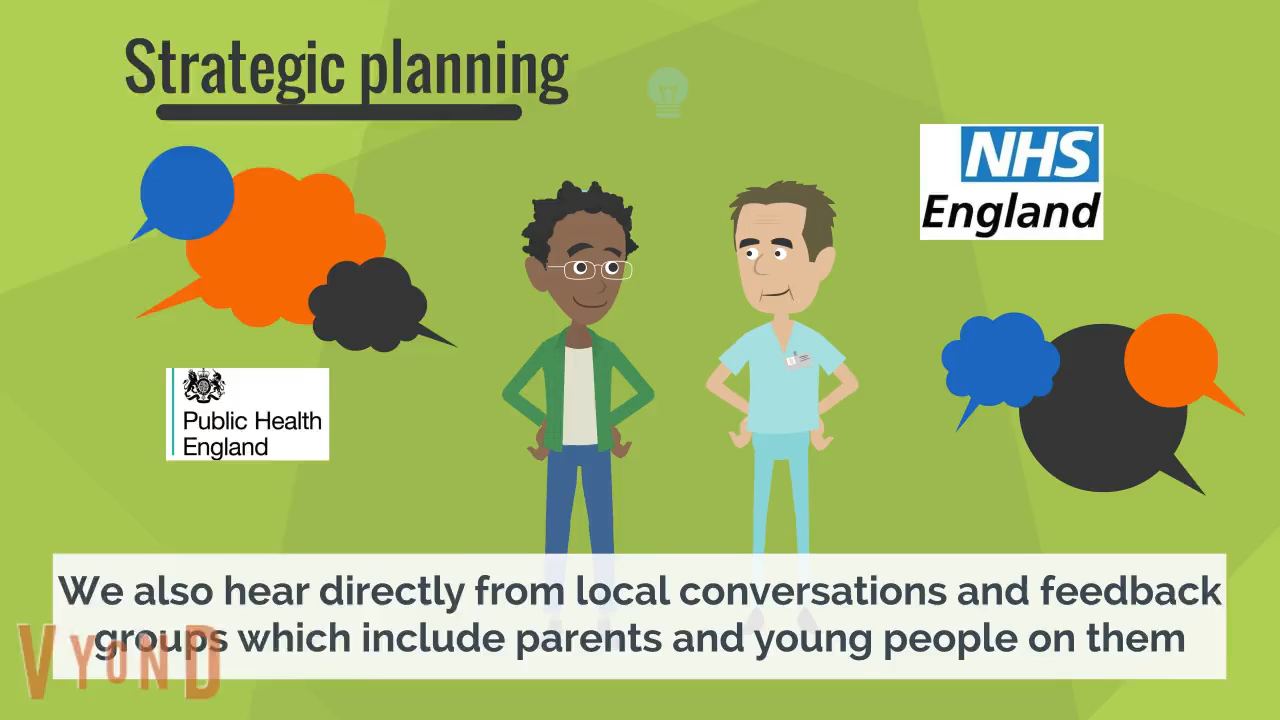 Strategic planning
NHS
England
Public Health
England
We also hear directly from local conversations and feedback
groups which include parents and young people on them
VYOND